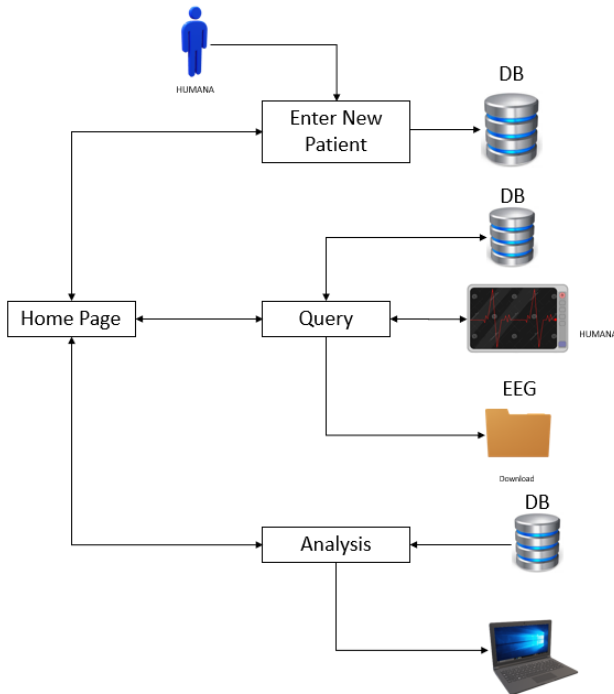 HUMANA
DB
Enter New
Patient
DB
Home Page
Query
HUMANA
EEG
Download
DB
Analysis